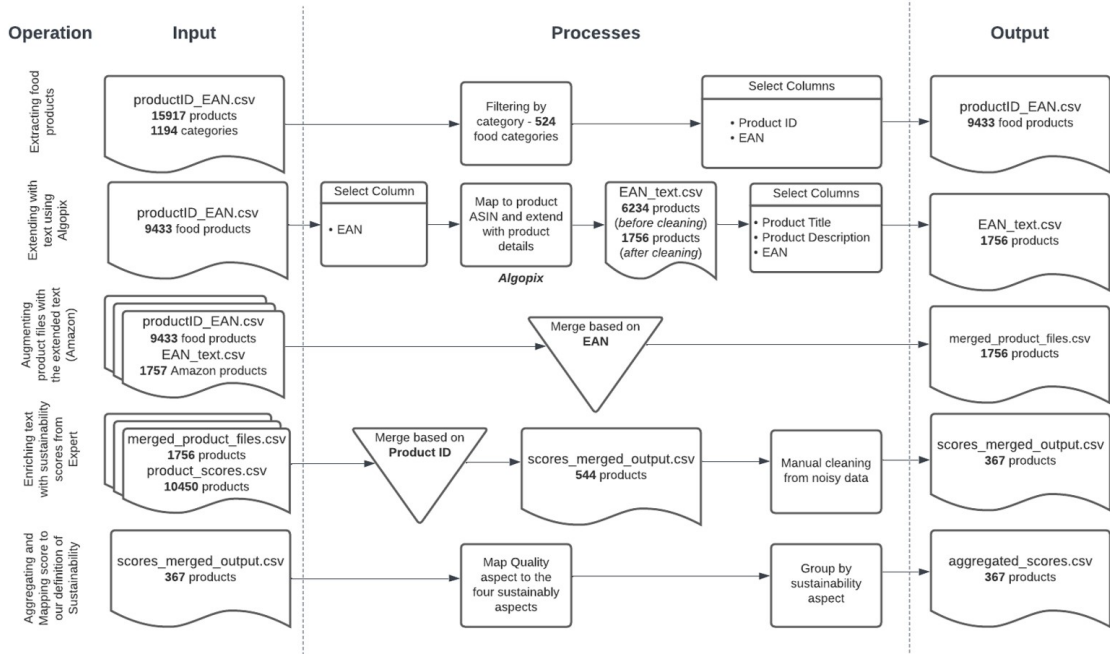 Operation
Input
Processes
Output
Extracting food
products
productID_EAN.csv
15917 products
1194 categories
Filtering by
category - 524
food categories
Select Columns
• Product ID
• EAN
productID_EAN.csv
9433 food products
Extending with
text using
Algopix
productID_EAN.csv
9433 food products
Select Column
• EAN
Map to product
ASIN and extend
with product
details
Algopix
EAN_text.csv
6234 products
(before cleaning)
1756 products
(after cleaning)
Select Columns
• Product Title
• Product Description
• EAN
EAN_text.csv
1756 products
Augmenting
product files with
the extended text
(Amazon)
productID_EAN.csv
9433 food products
EAN_text.csv
1757 Amazon products
Merge based on
EAN
merged_product_files.csv
1756 products
Enriching text
with sustainability
scores from
Expert
merged_product_files.csv
1756 products
product_scores.csv
10450 products
Merge based on
Product ID
scores_merged_output.csv
544 products
Manual cleaning
from noisy data
scores_merged_output.csv
367 products
Aggregating and
Mapping score to
our definition of
Sustainability
scores_merged_output.csv
367 products
Map Quality
aspect to the
four sustainably
aspects
Group by
sustainability
aspect
aggregated_scores.csv
367 products